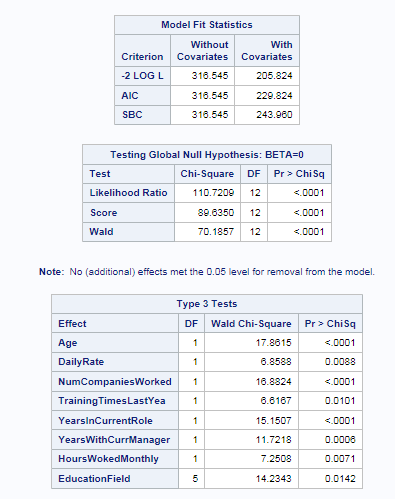 Model Fit Statistics
Criterion Without Covariates With Covariates
-2 LOG L 316.545 205.824
AIC 316.545 229.824
SBC 316.545 243.960
Testing Global Null Hypothesis: BETA=0
Test Chi-Square DF Pr > ChiSq
Likelihood Ratio 110.7209 12 <.0001
Score 89.6350 12 <.0001
Wald 70.1857 12 <.0001
Note: No (additional) effects met the 0.05 level for removal from the model.
Type 3 Tests
Effect DF Wald Chi-Square Pr > ChiSq
Age 1 17.8615 <.0001
DailyRate 1 6.8588 0.0088
NumCompaniesWorked 1 16.8824 <.0001
TrainingTimesLastYea 1 6.6167 0.0101
YearsInCurrentRole 1 15.1507 <.0001
YearsWithCurrManager 1 11.7218 0.0006
HoursWokedMonthly 1 7.2508 0.0071
EducationField 5 14.2343 0.0142